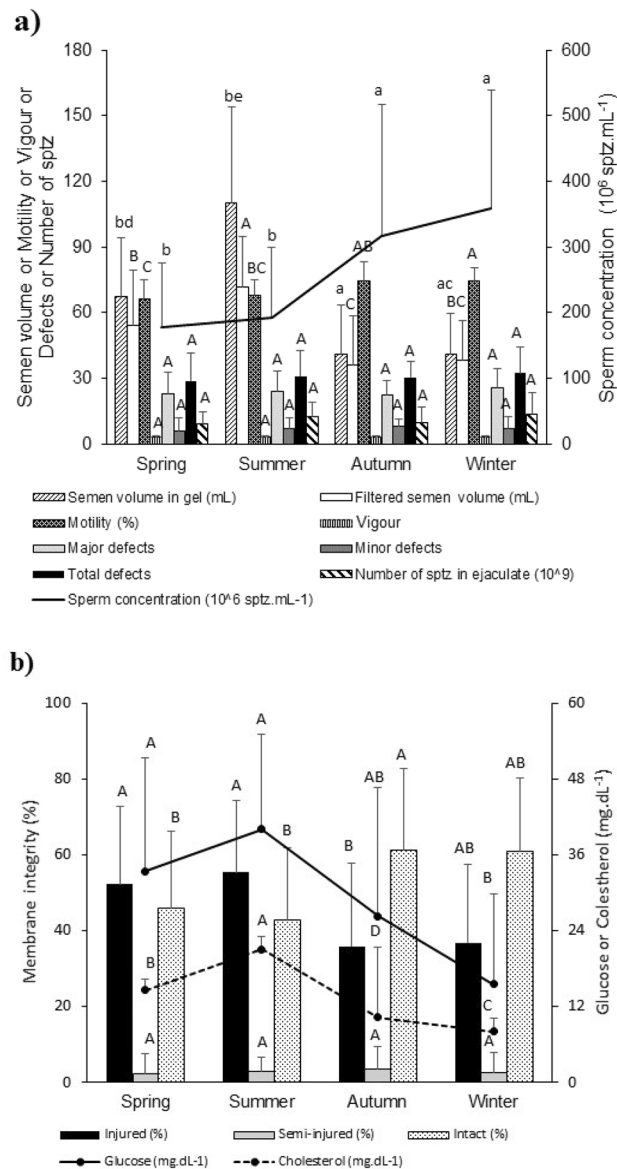 a)
180
150
120
90
60
30
0
Semen volume or Motility or Vigour or
Defects or Number of sptz
600
500
400
300
200
100
0
Sperm concentration (10⁶ sptz.mL⁻¹)
bd
B
C
A
b
A
A
A
A
be
A
BC
A
b
A
A
A
A
a
C
AB
a
A
A
A
A
ac
BC
A
a
A
A
A
A
Spring Summer Autumn Winter
Semen volume in gel (mL) Filtered semen volume (mL)
Motility (%) Vigour
Major defects Minor defects
Total defects Number of sptz in ejaculate (10^9)
Sperm concentration (10^6 sptz.mL-1)
b)
100
80
60
40
20
0
Membrane integrity (%)
60
48
36
24
12
0
Glucose or Colestherol (mg.dL⁻¹)
A
A
B
B
A
A
A
B
A
A
B
AB
A
D
A
AB
B
AB
C
A
Spring Summer Autumn Winter
Injured (%) Semi-injured (%) Intact (%)
Glucose (mg.dL-1) Cholesterol (mg.dL-1)